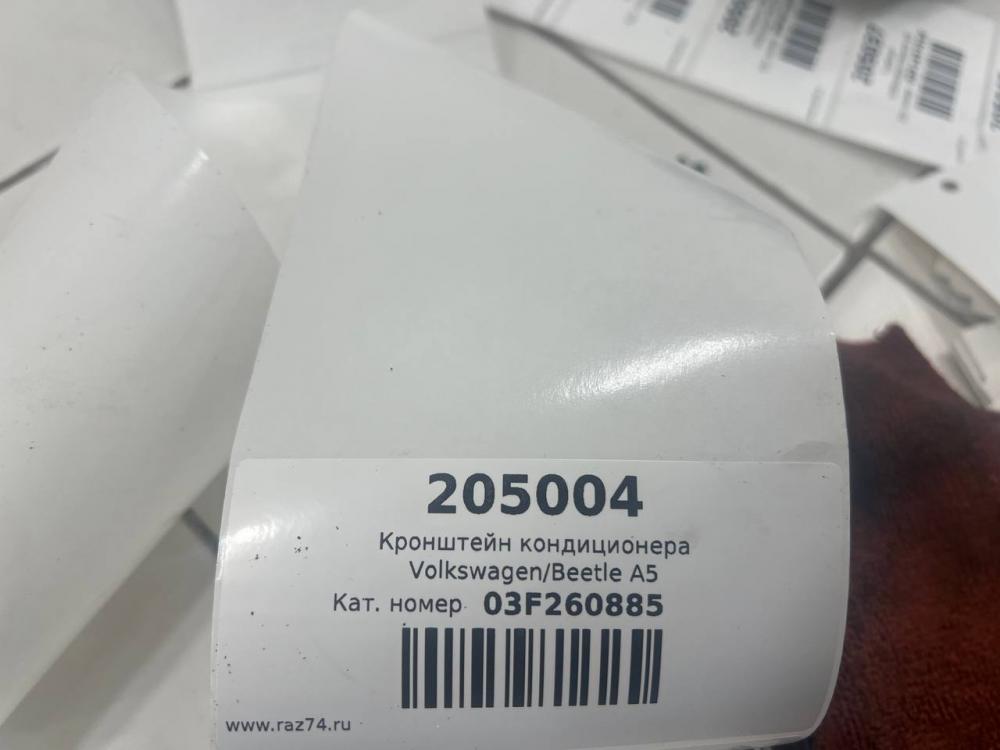 205004
Кронштейн кондиционера
Volkswagen/Beetle A5
Кат. номер 03F260885
www.raz74.ru